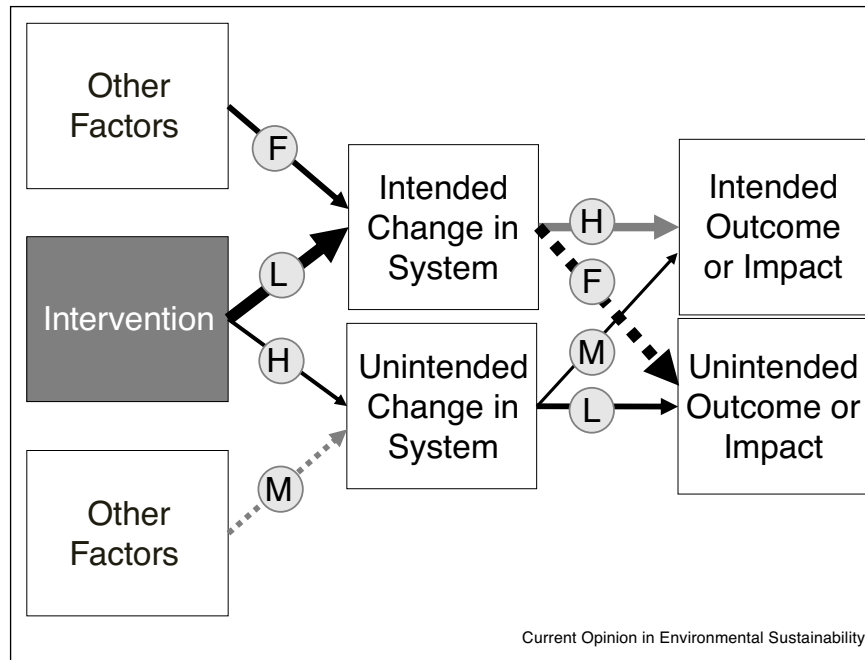 Other
Factors
F
Intended
Change in
System
H
Intended
Outcome
or Impact
L
F
Intervention
H
M
Unintended
Change in
System
L
Unintended
Outcome or
Impact
M
Other
Factors
Current Opinion in Environmental Sustainability